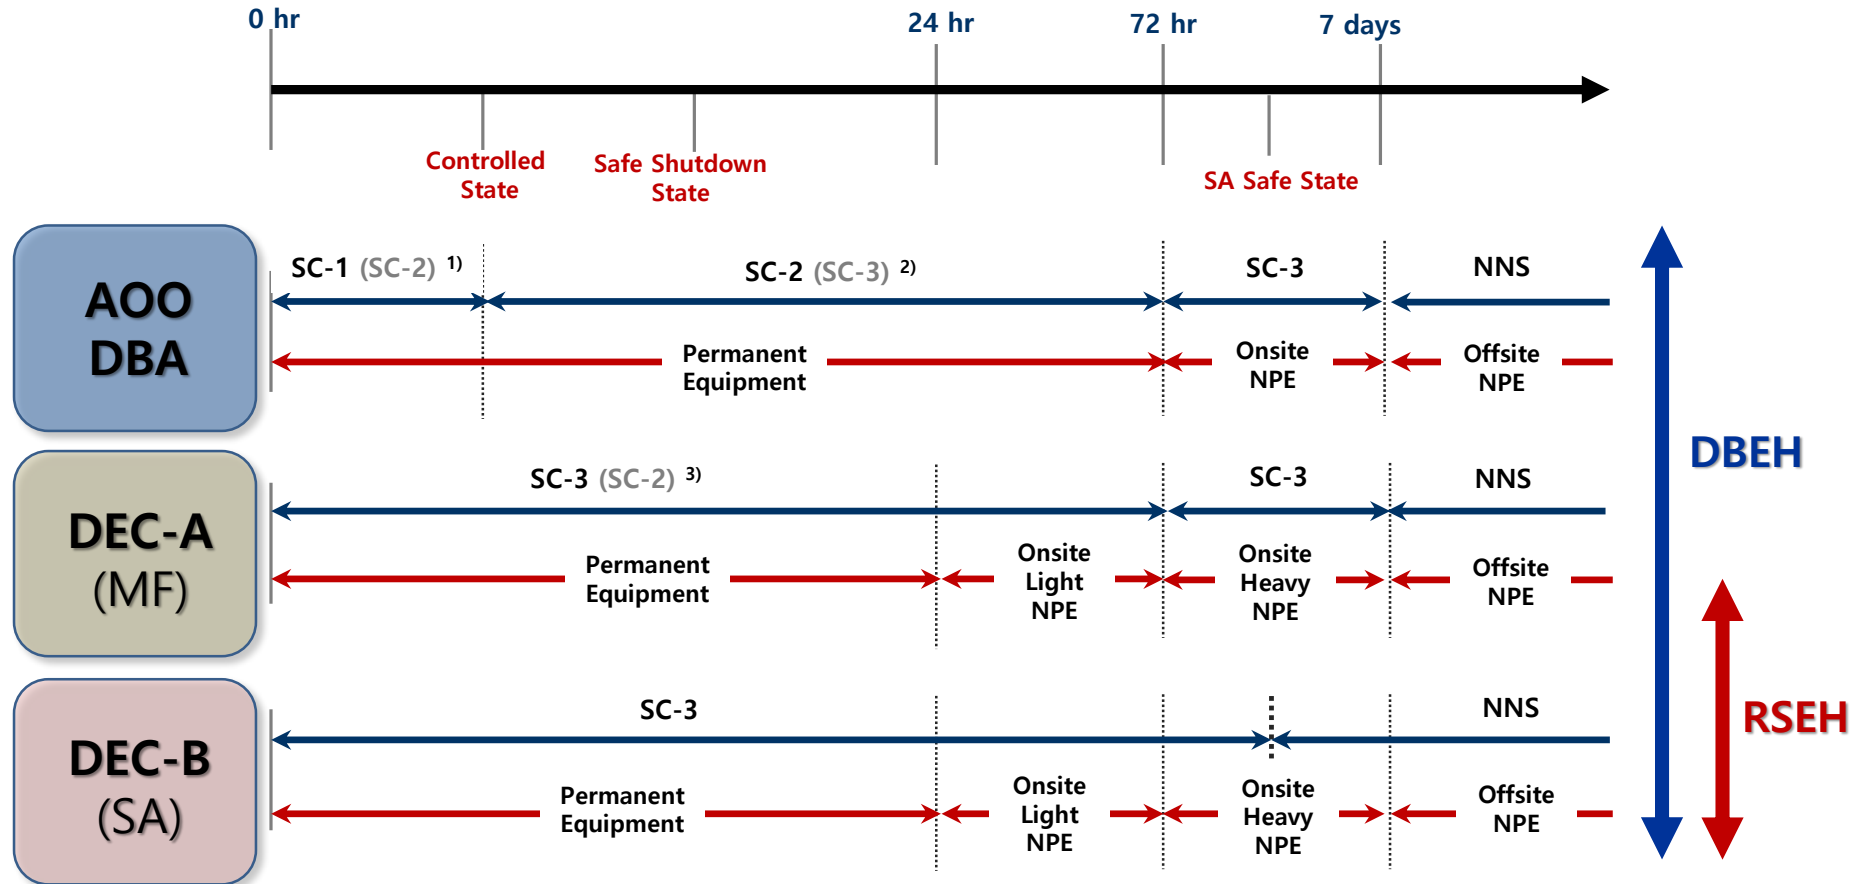 0 hr
24 hr
72 hr
7 days
Controlled
State
Safe Shutdown
State
SA Safe State
AOO
DBA
SC-1 (SC-2) 1)
SC-2 (SC-3) 2)
SC-3
NNS
Permanent
Equipment
Onsite
NPE
Offsite
NPE
DEC-A
(MF)
SC-3 (SC-2) 3)
SC-3
NNS
Permanent
Equipment
Onsite
Light
NPE
Onsite
Heavy
NPE
Offsite
NPE
DEC-B
(SA)
SC-3
NNS
Permanent
Equipment
Onsite
Light
NPE
Onsite
Heavy
NPE
Offsite
NPE
DBEH
RSEH